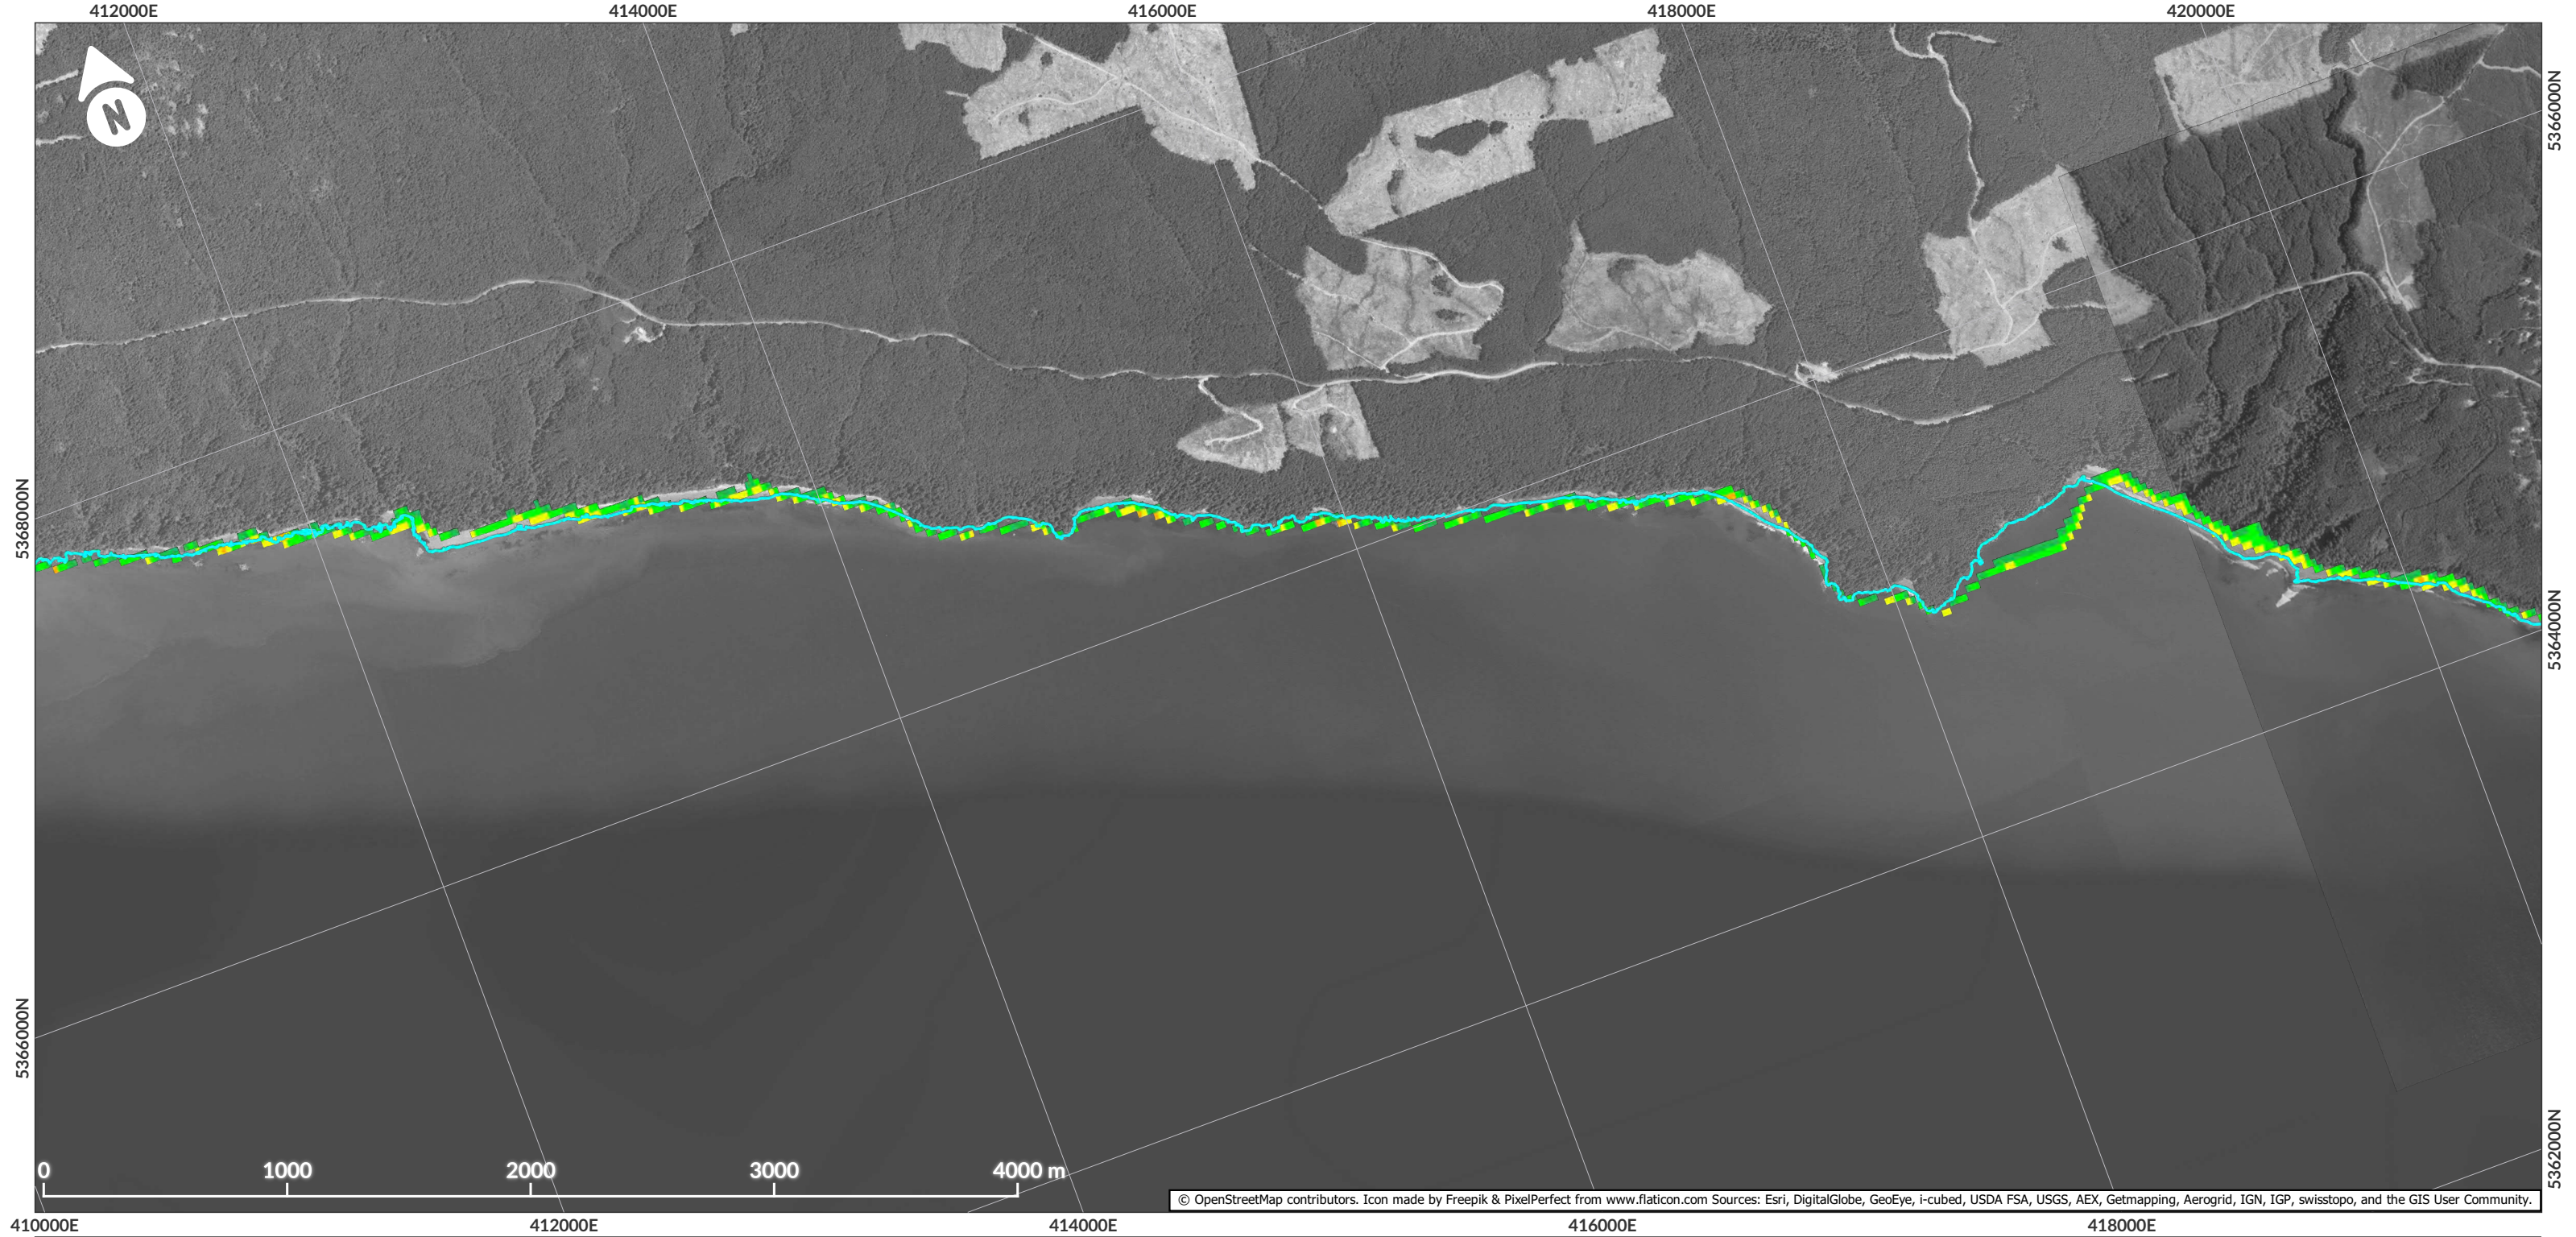 412000E 414000E 416000E 418000E 420000E
N
5366000N
5368000N
5364000N
5366000N
5362000N
0 1000 2000 3000 4000 m
© OpenStreetMap contributors. Icon made by Freepik & PixelPerfect from www.flaticon.com Sources: Esri, DigitalGlobe, GeoEye, i-cubed, USDA FSA, USGS, AEX, Getmapping, Aerogrid, IGN, IGP, swisstopo, and the GIS User Community.
410000E 412000E 414000E 416000E 418000E